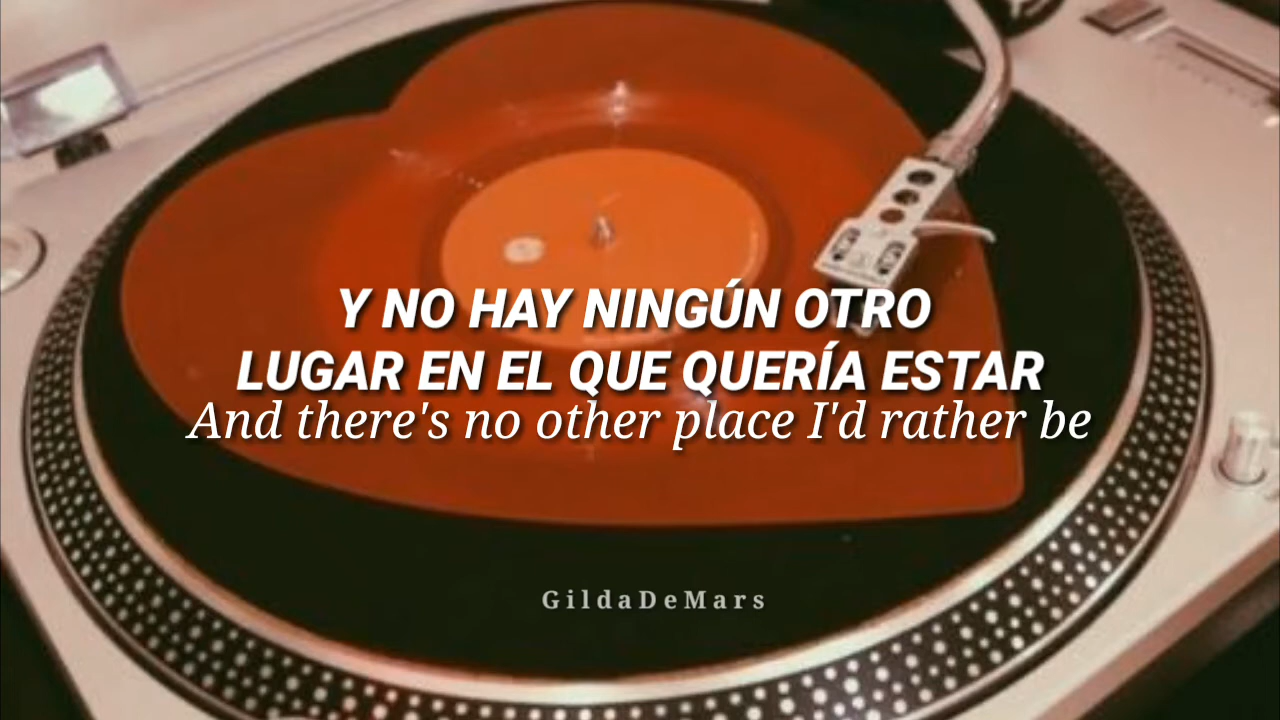 Y NO HAY NINGÚN OTRO
LUGAR EN EL QUE QUERÍA ESTAR
And there's no other place I'd rather be
GildaDeMars